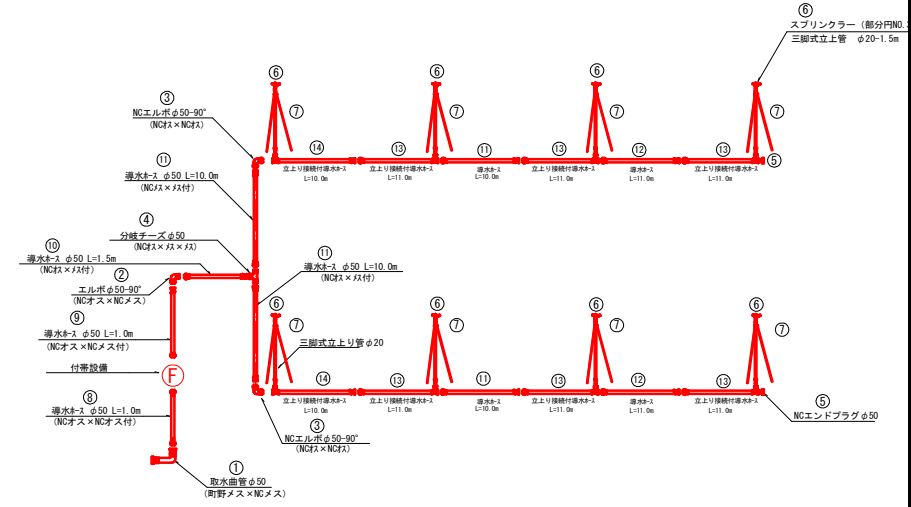 ⑥
スプリンクラー（部分円NO.
三脚式立上管 φ20-1.5m
⑥
⑥
⑥
③
NCエルボφ50-90°
(NCｵｽ×NCｵｽ)
⑦
⑦
⑦
⑦
⑭
⑬
⑪
⑬
⑫
⑬
⑤
立上り接続付導水ﾎｰｽ
L=10.0m
立上り接続付導水ﾎｰｽ
L=11.0m
導水ﾎｰｽ
L=10.0m
立上り接続付導水ﾎｰｽ
L=11.0m
導水ﾎｰｽ
L=11.0m
立上り接続付導水ﾎｰｽ
L=11.0m
⑪
導水ﾎｰｽ φ50 L=10.0m
(NCﾒｽ×ﾒｽ付)
④
分岐チーズφ50
(NCｵｽ×ﾒｽ×ﾒｽ)
⑩
導水ﾎｰｽ φ50 L=1.5m
(NCｵｽ×ﾒｽ付)
②
エルボφ50-90°
(NCオス×NCメス)
⑪
導水ﾎｰｽ φ50 L=10.0m
(NCｵｽ×ﾒｽ付)
⑨
導水ﾎｰｽ φ50 L=1.0m
(NCオス×NCメス付)
付帯設備
F
⑧
導水ﾎｰｽ φ50 L=1.0m
(NCオス×NCオス付)
①
取水曲管φ50
(町野メス×NCメス)
⑥
⑥
⑥
⑥
⑦
⑦
⑦
⑦
三脚式立上り管φ20
⑭
⑬
⑪
⑬
⑫
⑬
立上り接続付導水ﾎｰｽ
L=10.0m
立上り接続付導水ﾎｰｽ
L=11.0m
導水ﾎｰｽ
L=10.0m
立上り接続付導水ﾎｰｽ
L=11.0m
導水ﾎｰｽ
L=11.0m
立上り接続付導水ﾎｰｽ
L=11.0m
③
NCエルボφ50-90°
(NCｵｽ×NCｵｽ)
⑤
NCエンドプラグφ50